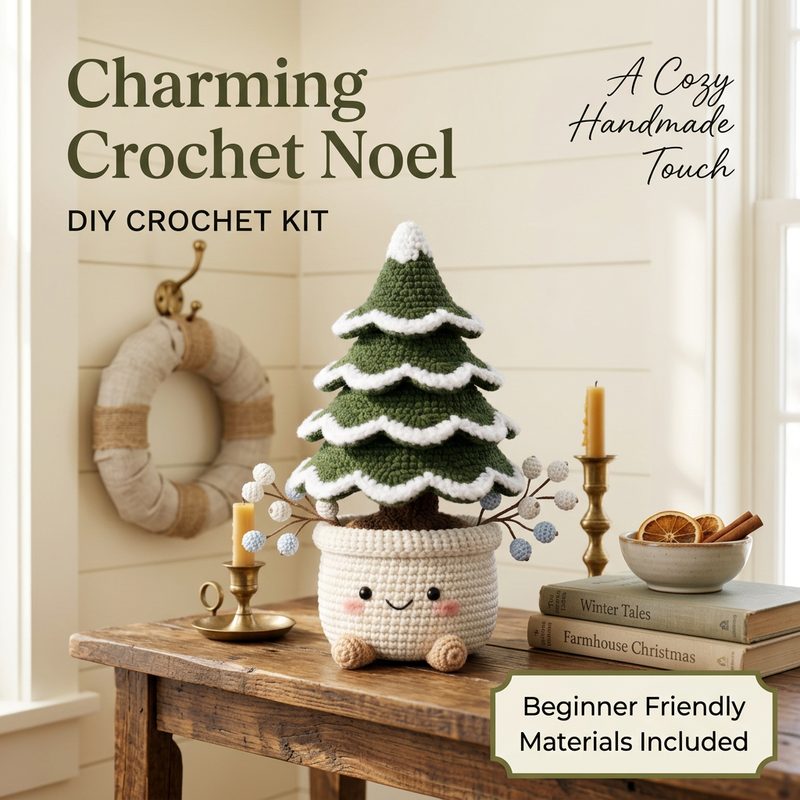 Charming
Crochet Noel
DIY CROCHET KIT
A Cozy
Handmade
Touch
Winter Tales
Farmhouse Christmas
Beginner Friendly
Materials Included